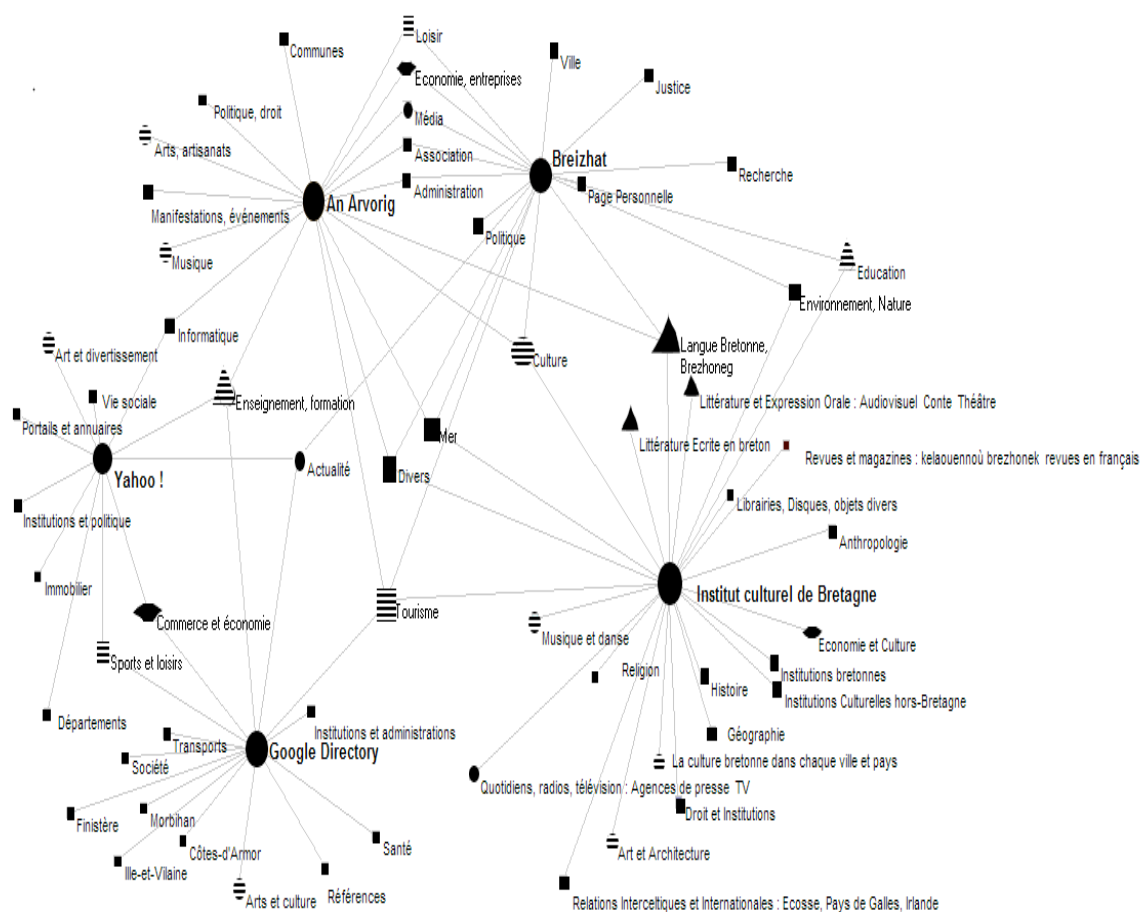 Loisir
Communes
Ville
Economie, entreprises
Justice
Politique, droit
Média
Arts, artisanats
Association
Breizhat
Recherche
Administration
Page Personnelle
An Arvorig
Manifestations, événements
Politique
Musique
Education
Environnement, Nature
Informatique
Langue Bretonne,
Brezhoneg
Art et divertissement
Culture
Vie sociale
Enseignement, formation
Littérature et Expression Orale : Audiovisuel Conte Théâtre
Portails et annuaires
Mer
Littérature Ecrite en breton
Revues et magazines : kelaouennoù brezhonek revues en français
Actualité
Divers
Yahoo !
Librairies, Disques, objets divers
Institutions et politique
Anthropologie
Immobilier
Institut culturel de Bretagne
Tourisme
Commerce et économie
Musique et danse
Economie et Culture
Sports et loisirs
Religion
Institutions bretonnes
Histoire
Institutions Culturelles hors-Bretagne
Départements
Institutions et administrations
Géographie
Transports
Google Directory
La culture bretonne dans chaque ville et pays
Société
Quotidiens, radios, télévision : Agences de presse TV
Droit et Institutions
Finistère
Morbihan
Santé
Côtes-d'Armor
Art et Architecture
Ille-et-Vilaine
Références
Arts et culture
Relations Interceltiques et Internationales : Ecosse, Pays de Galles, Irlande